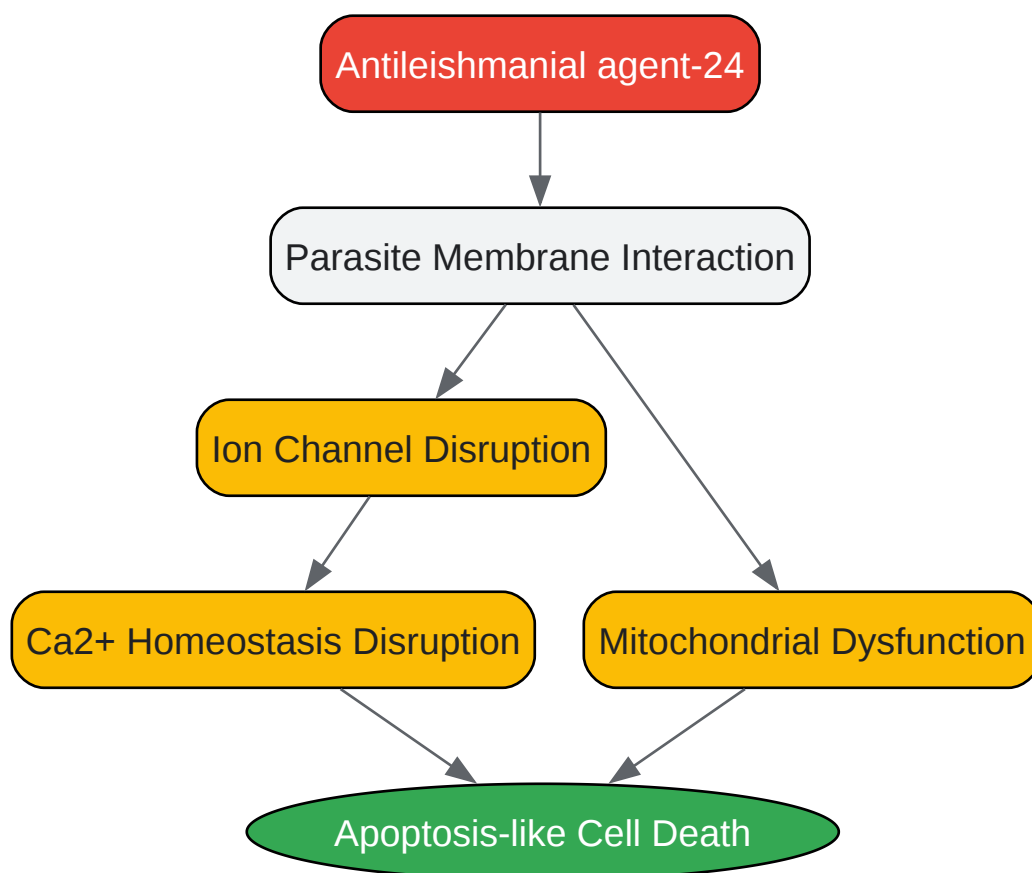 Antileishmanial agent-24
Parasite Membrane Interaction
Ion Channel Disruption
Ca2+ Homeostasis Disruption
Mitochondrial Dysfunction
Apoptosis-like Cell Death